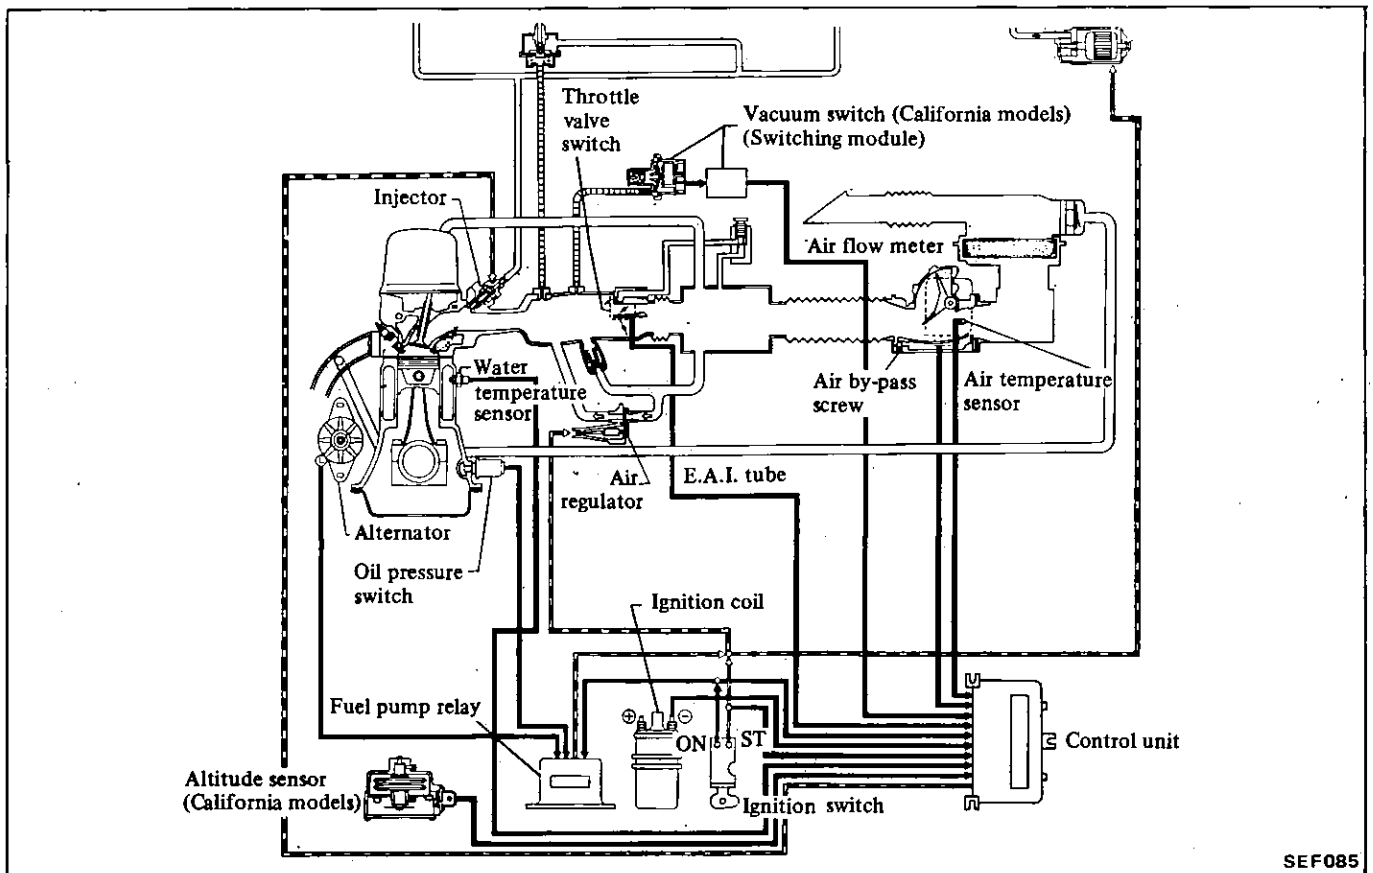 Throttle
valve
switch
Vacuum switch (California models)
(Switching module)
Injector
Air flow meter
Water
temperature
sensor
Air by-pass
screw
Air temperature
sensor
E.A.I. tube
Air
regulator
Alternator
Oil pressure
switch
Ignition coil
Fuel pump relay
ON
ST
Control unit
Altitude sensor
(California models)
Ignition switch
SEF085